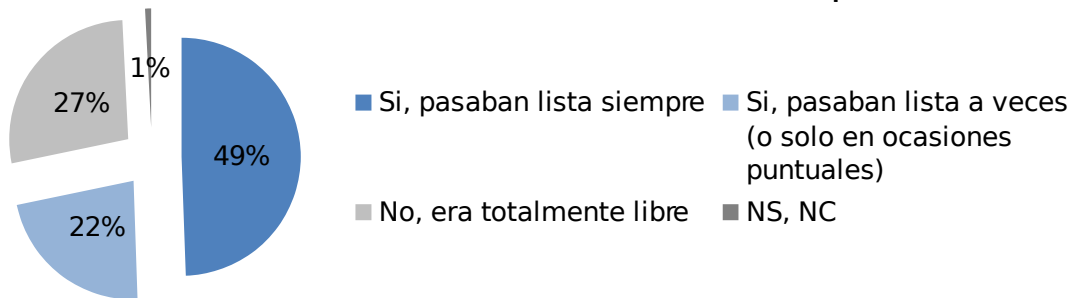 1%
27%
49%
22%
Si, pasaban lista siempre
Si, pasaban lista a veces
(o solo en ocasiones
puntuales)
No, era totalmente libre
NS, NC